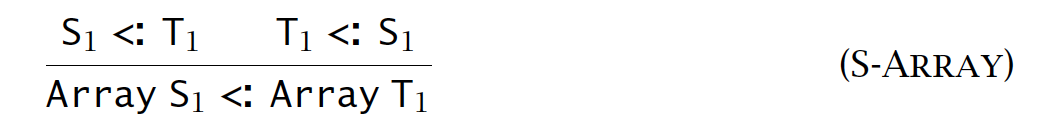 S₁ <: T₁ T₁ <: S₁ (S-ARRAY)
Array S₁ <: Array T₁